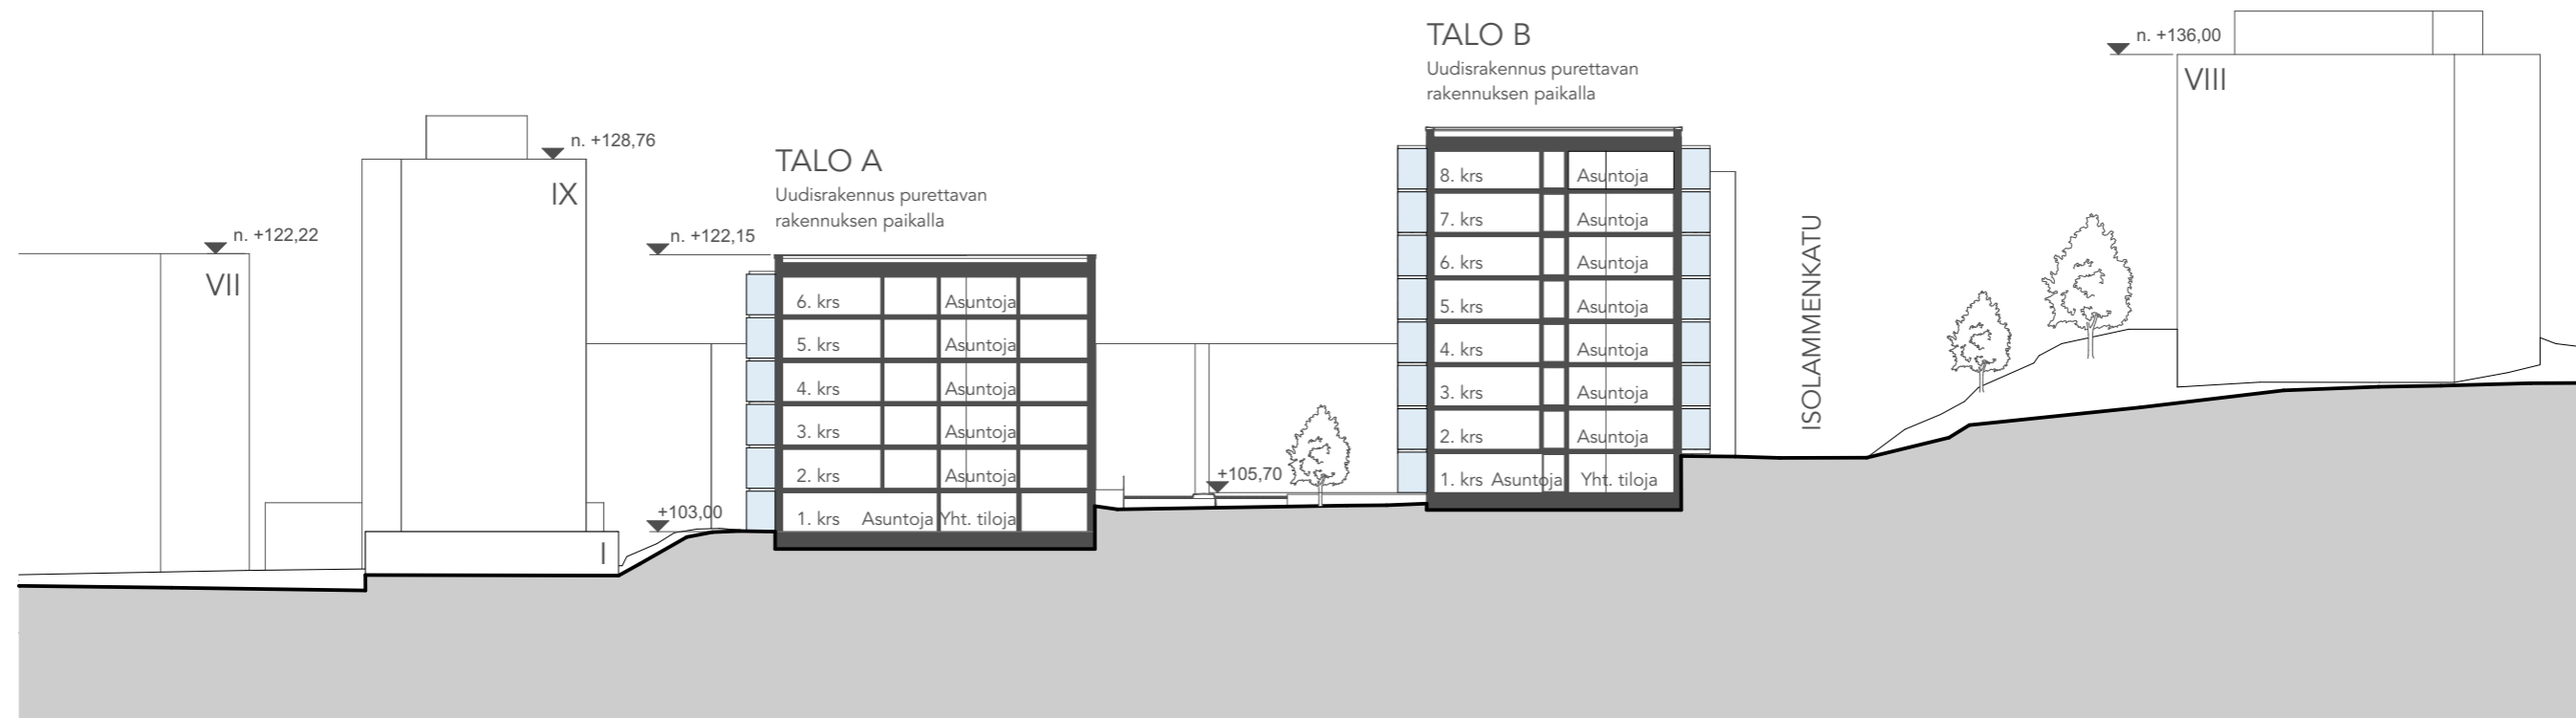 n. +122,22
VII
n. +128,76
IX
I
n. +122,15
+103,00
TALO A
Uudisrakennus purettavan
rakennuksen paikalla
6. krs Asuntoja
5. krs Asuntoja
4. krs Asuntoja
3. krs Asuntoja
2. krs Asuntoja
1. krs Asuntoja Yht. tiloja
+105,70
TALO B
Uudisrakennus purettavan
rakennuksen paikalla
8. krs Asuntoja
7. krs Asuntoja
6. krs Asuntoja
5. krs Asuntoja
4. krs Asuntoja
3. krs Asuntoja
2. krs Asuntoja
1. krs Asuntoja Yht. tiloja
ISOLAMMENKATU
n. +136,00
VIII